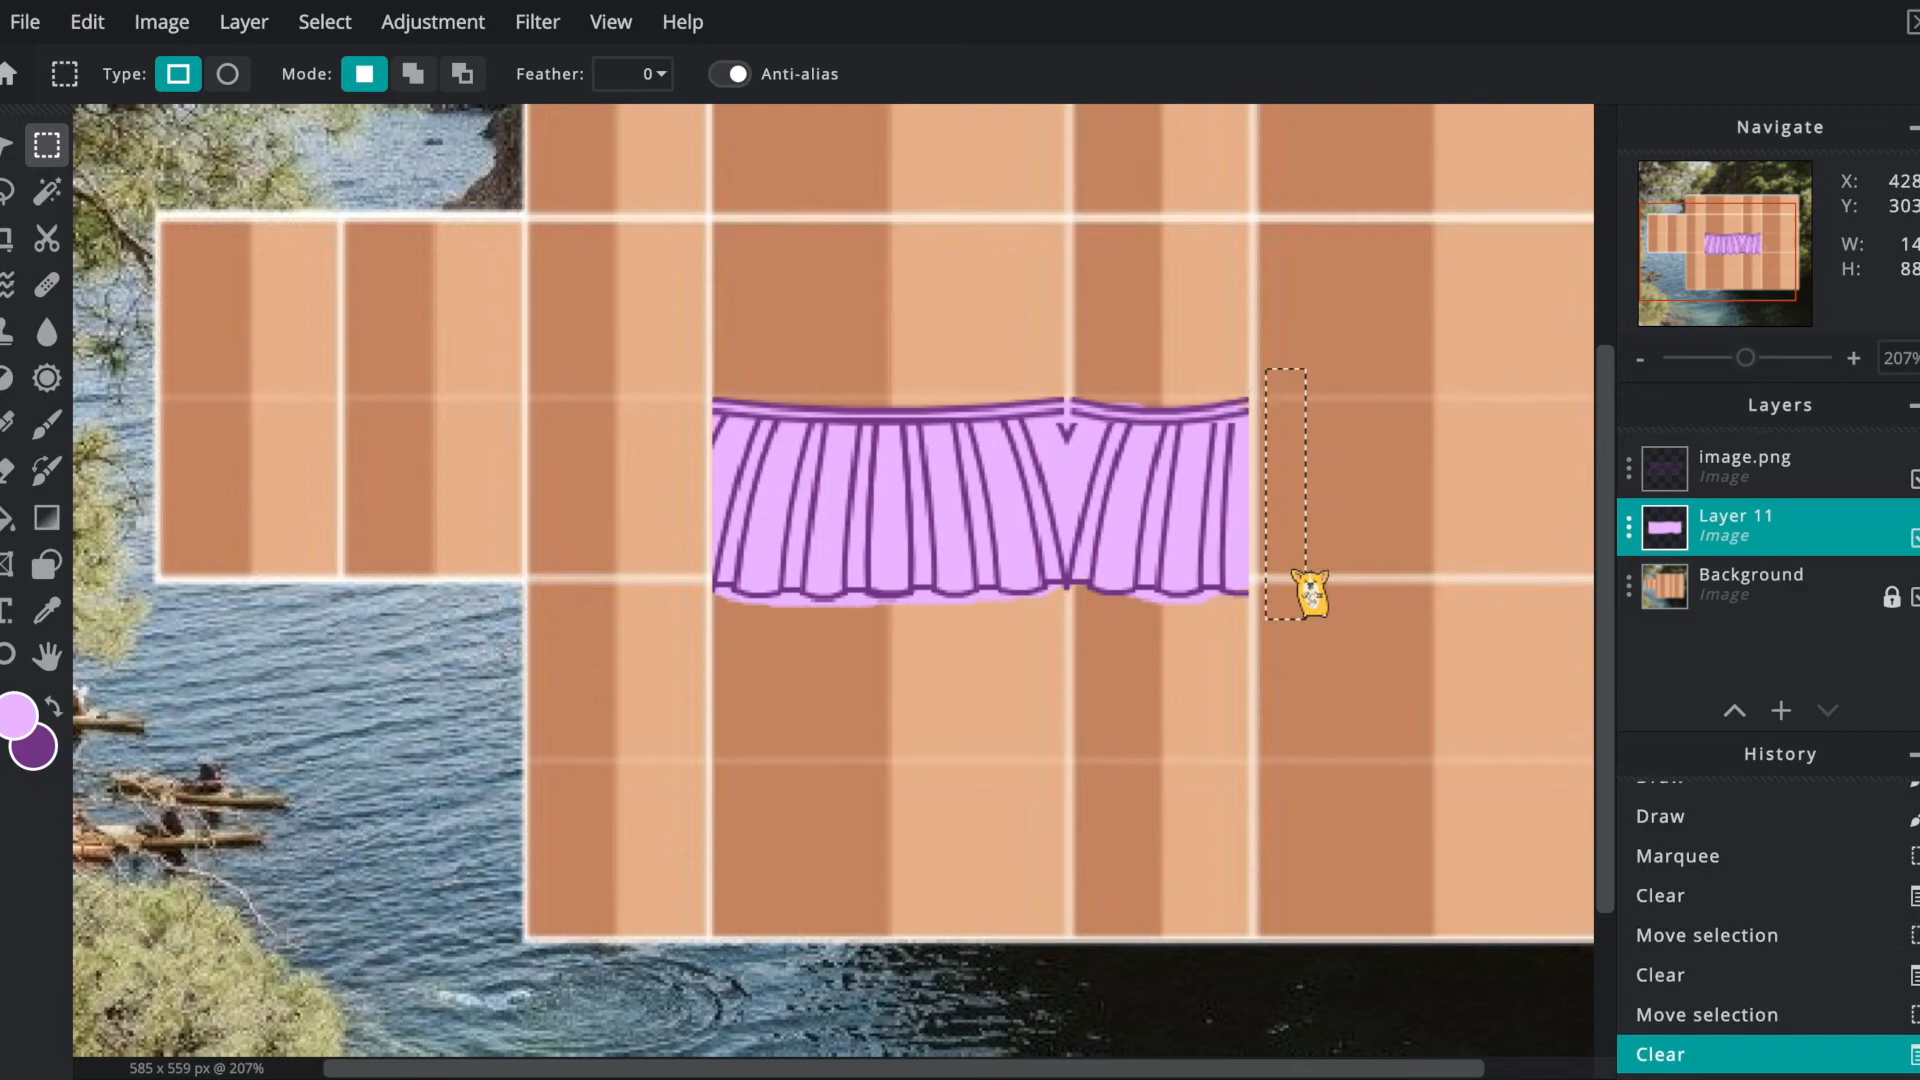 File Edit Image Layer Select Adjustment Filter View Help
Type: Mode: Feather: 0 Anti-alias
Navigate
X: 428
Y: 303
W: 14
H: 88
- + 207%
Layers
image.png
Image
Layer 11
Image
Background
Image
History
Draw
Draw
Marquee
Clear
Move selection
Clear
Move selection
Clear
585 x 559 px @ 207%